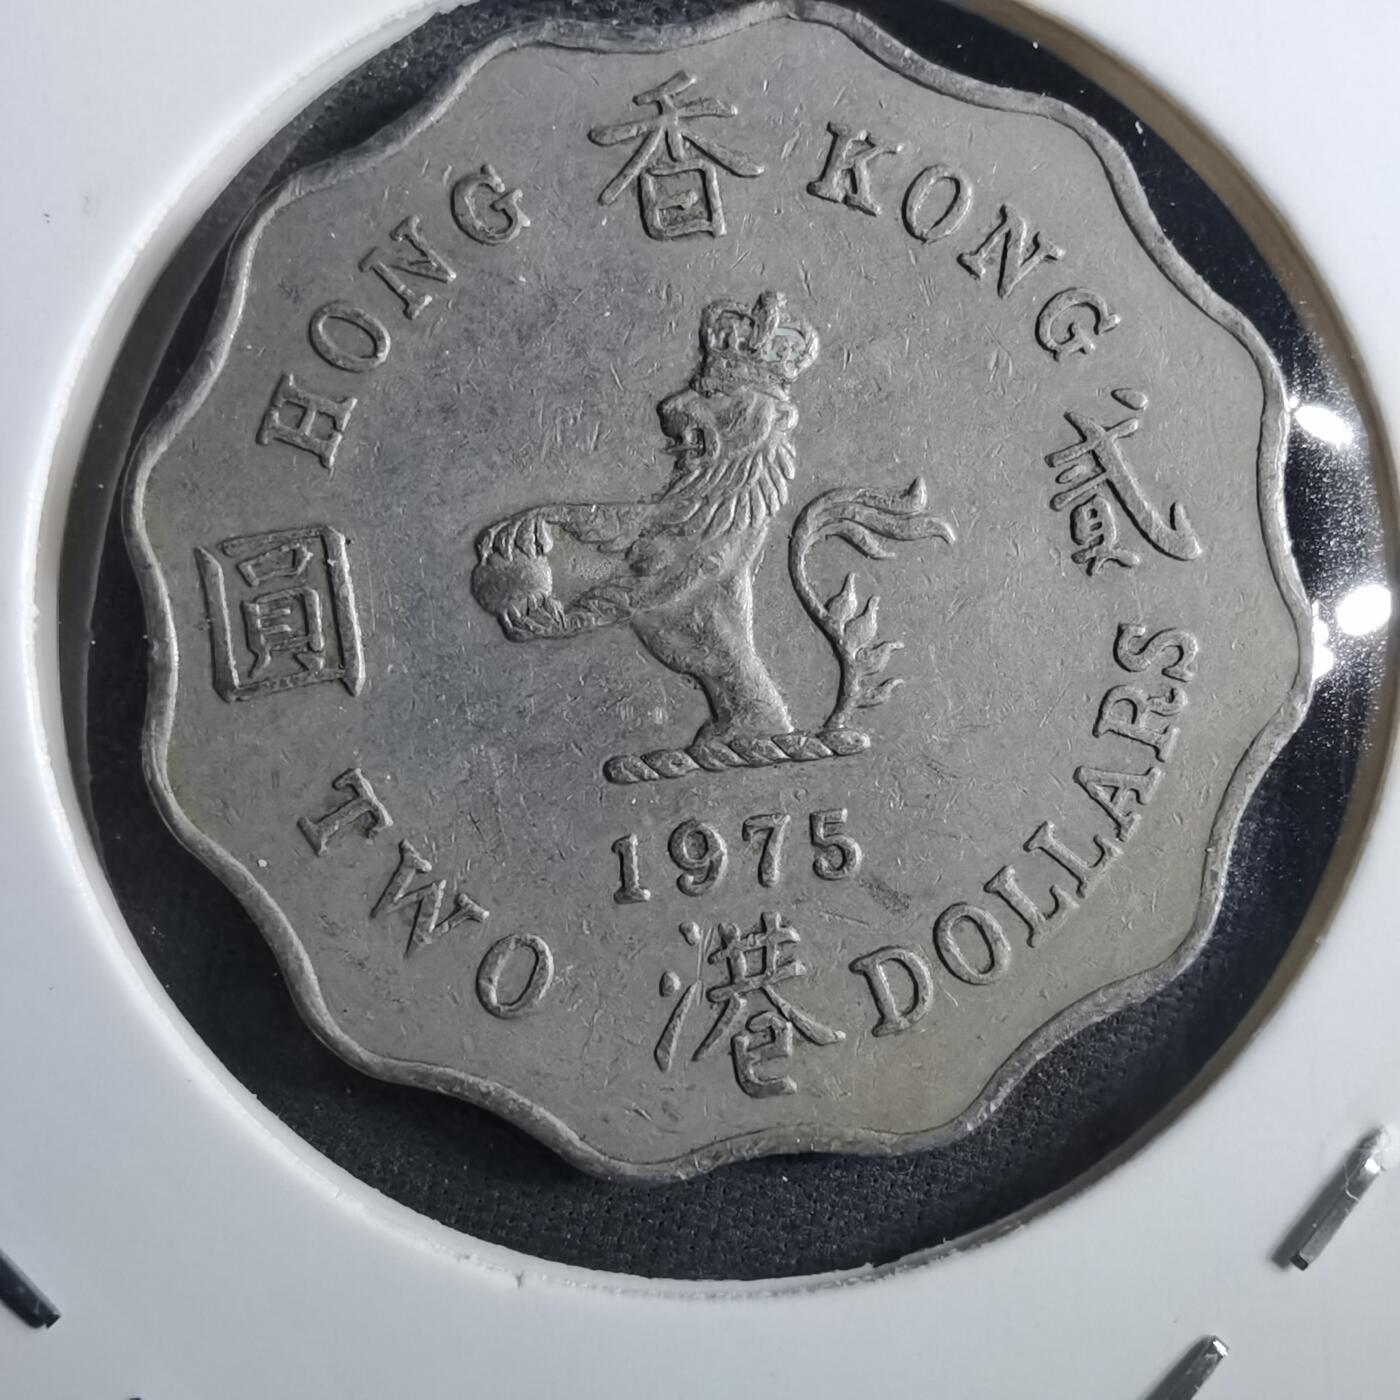 HONG KONG
TWO DOLLARS
香港
貳圓
1975